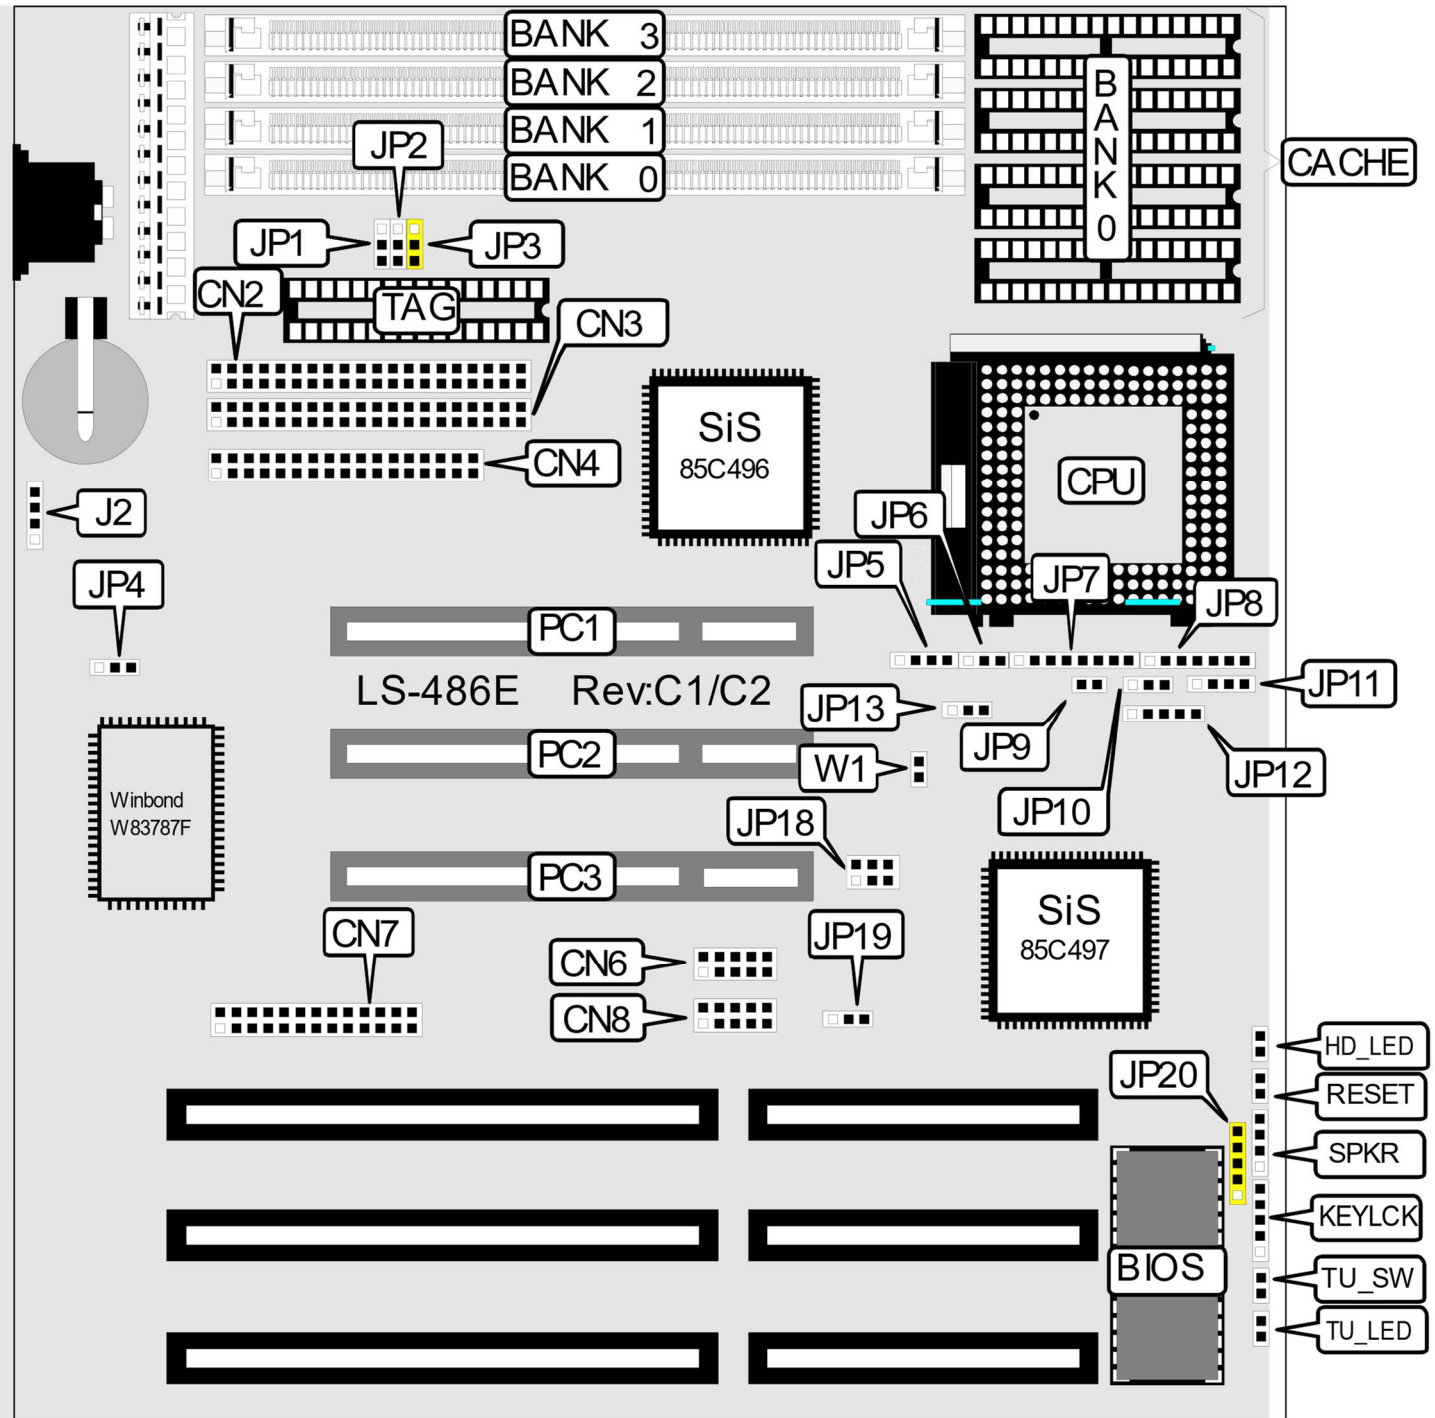 BANK 3
BANK 2
BANK 1
BANK 0
BANK 0
CACHE
JP2
JP1
JP3
CN2
TAG
CN3
SiS
85C496
CN4
CPU
J2
JP6
JP5
JP4
JP7
JP8
PC1
LS-486E Rev:C1/C2
JP11
JP13
JP9
PC2
W1
JP12
JP10
Winbond
W83787F
JP18
PC3
SiS
85C497
CN7
JP19
CN6
CN8
HD_LED
JP20
RESET
SPKR
KEYLCK
BIOS
TU_SW
TU_LED